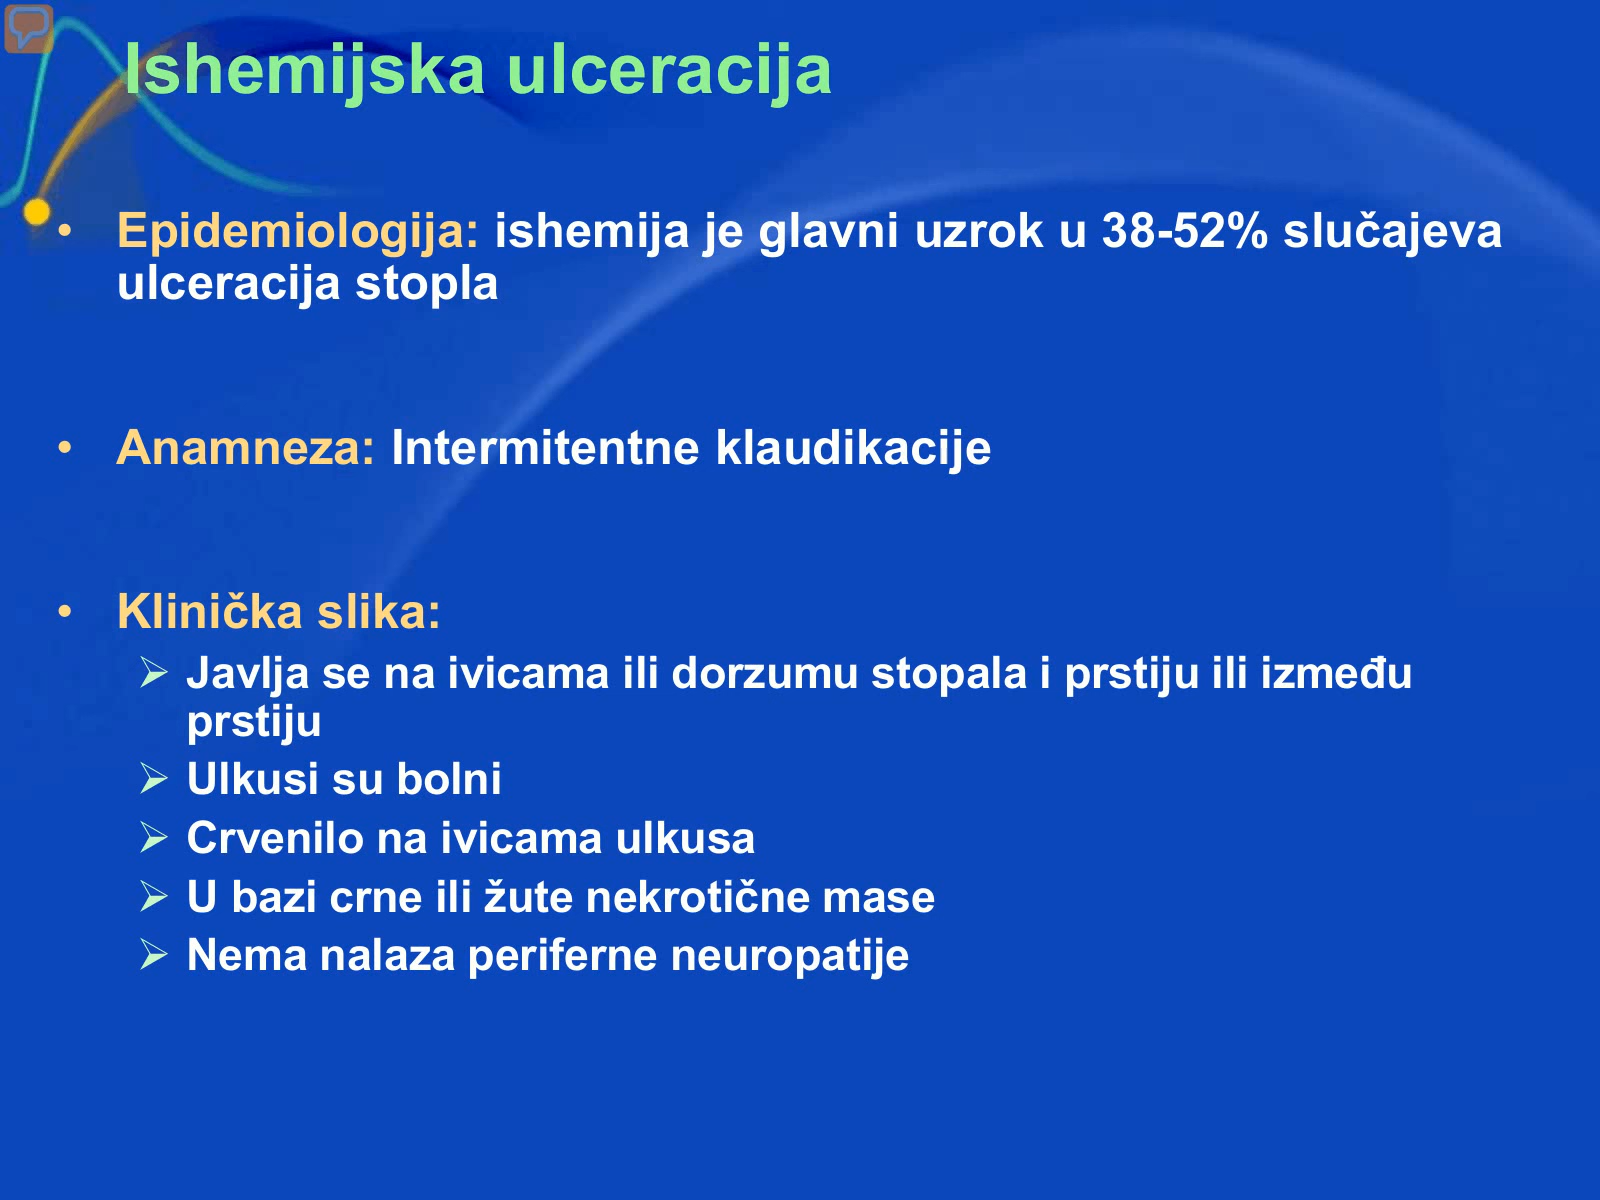 Ishemijska ulceracija
• Epidemiologija: ishemija je glavni uzrok u 38-52% slučajeva
ulceracija stopla
• Anamneza: Intermitentne klaudikacije
• Klinička slika:
➢ Javlja se na ivicama ili dorzumu stopala i prstiju ili između
prstiju
➢ Ulkusi su bolni
➢ Crvenilo na ivicama ulkusa
➢ U bazi crne ili žute nekrotične mase
➢ Nema nalaza periferne neuropatije